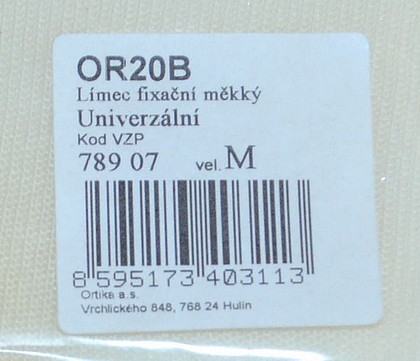 OR20B
Límec fixační měkký
Univerzální
Kod VZP
789 07 vel. M
8 595173 403113
Ortika a.s.
Vrchlického 848, 768 24 Hulín